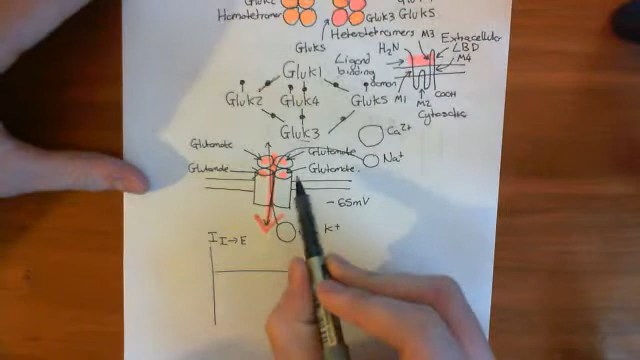 Homotetramer
GluK3 GluK5
Heterotetramers
M3
Extracellular
GluK5
H2N
LBD
Ligand
binding
domain
M4
GluK1
M1
M2
COOH
Cytosolic
GluK2
GluK4
GluK5
GluK3
Ca2+
Glutamate
Glutamate
Na+
Glutamate
Glutamate.
-65mV
K+
I I→E